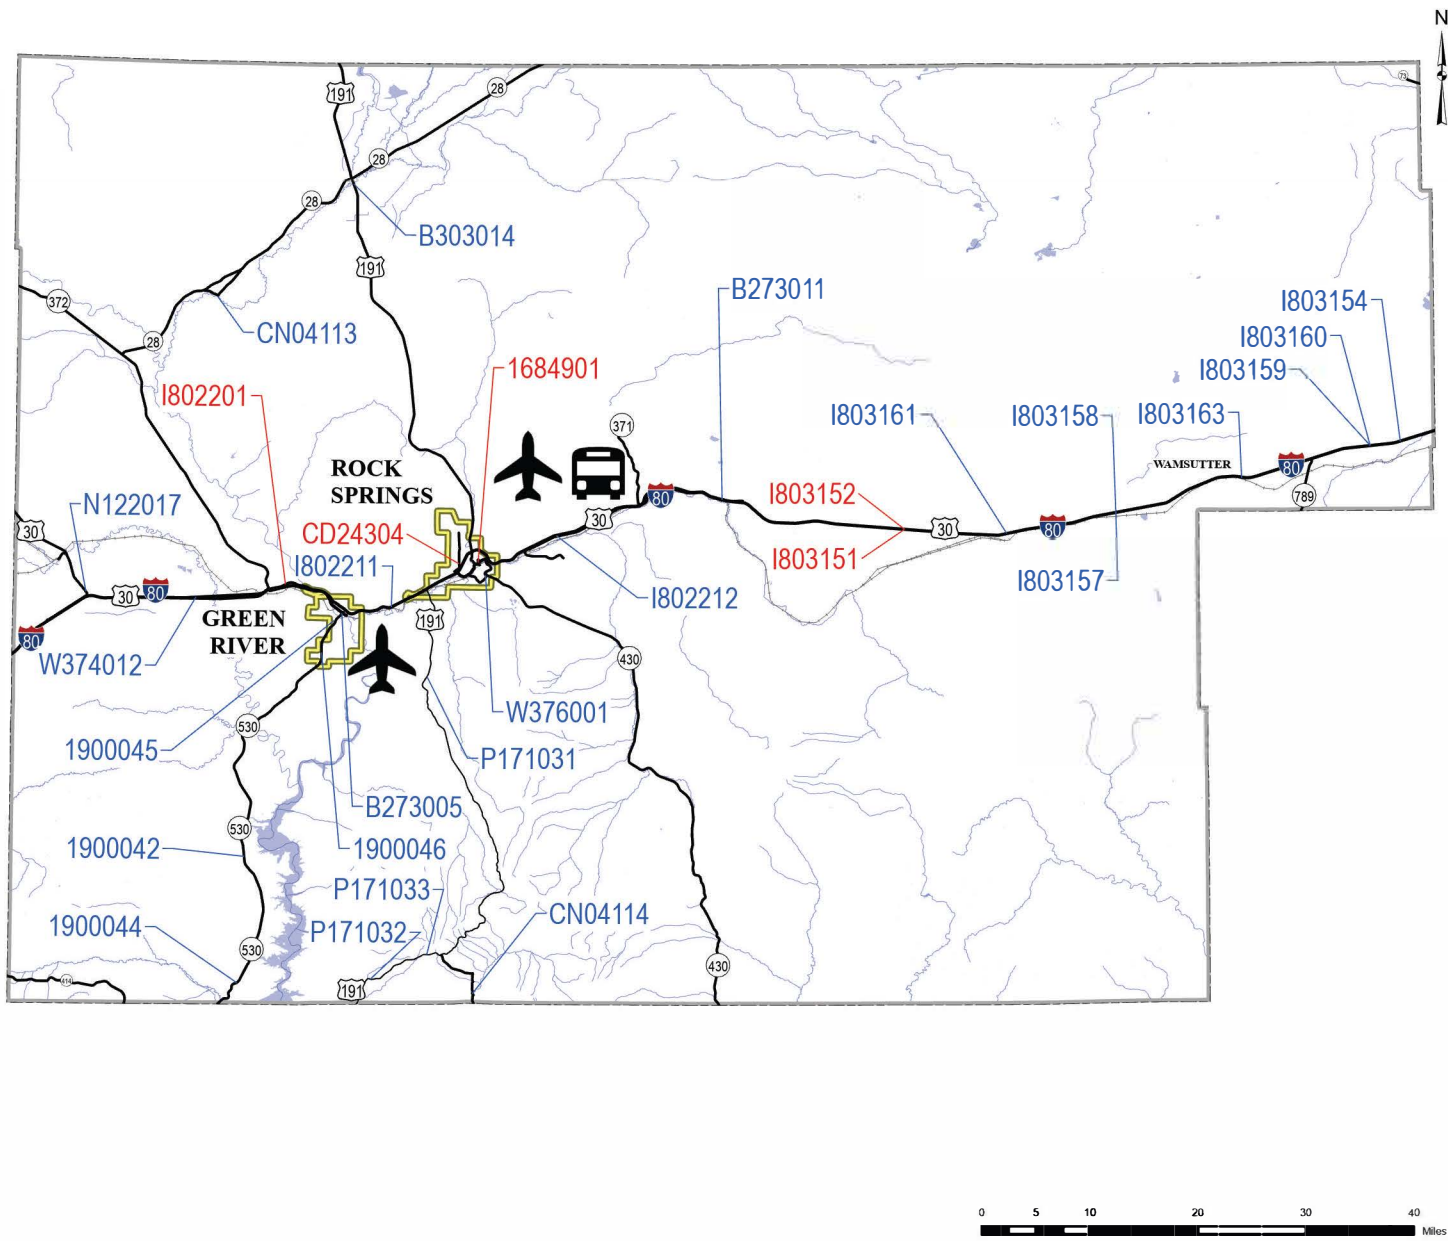 N
73
191
28
28
28
B303014
191
372
B273011
I803154
CN04113
I803160
28
1684901
I803159
I802201
I803161
I803158
I803163
371
ROCK
SPRINGS
WAMSUTTER
80
I803152
80
789
N122017
30
CD24304
30
30
80
I803151
I802211
I803157
30
80
I802212
GREEN
RIVER
191
80
W374012
430
W376001
530
1900045
P171031
B273005
530
1900042
1900046
P171033
CN04114
1900044
P171032
530
430
414
191
0 5 10 20 30 40
Miles